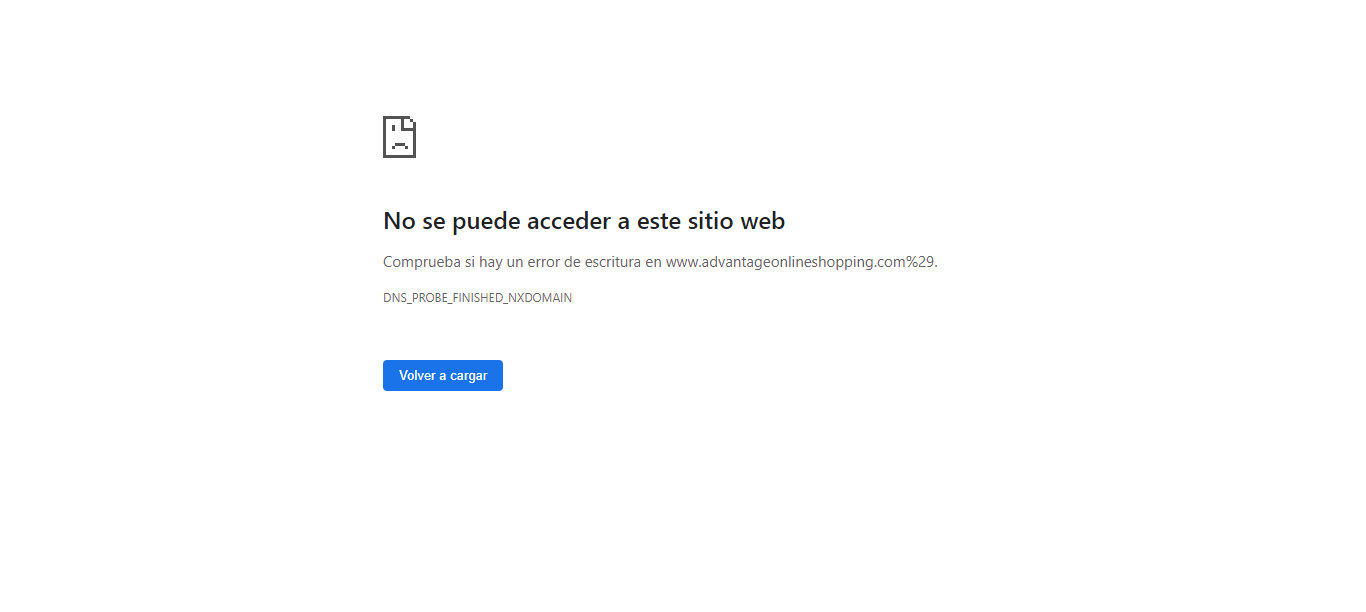 No se puede acceder a este sitio web
Comprueba si hay un error de escritura en www.advantageonlineshopping.com%29.
DNS_PROBE_FINISHED_NXDOMAIN
Volver a cargar